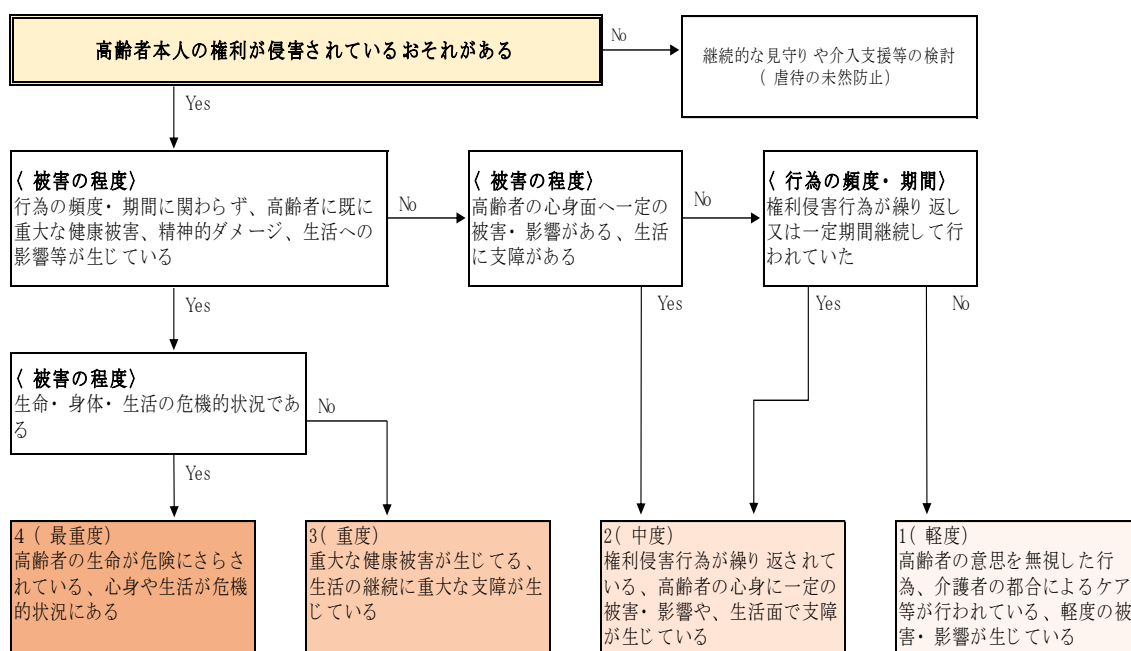 高齢者本人の権利が侵害されているおそれがある
No
継続的な見守りや介入支援等の検討
(虐待の未然防止)
Yes
〈被害の程度〉
行為の頻度・期間に関わらず、高齢者に既に
重大な健康被害、精神的ダメージ、生活への
影響等が生じている
No
〈被害の程度〉
高齢者の心身面へ一定の
被害・影響がある、生活
に支障がある
No
〈行為の頻度・期間〉
権利侵害行為が繰り返し
又は一定期間継続して行
われていた
Yes
Yes
Yes
No
〈被害の程度〉
生命・身体・生活の危機的状況であ
る
No
Yes
4(最重度)
高齢者の生命が危険にさらさ
れている、心身や生活が危機
的状況にある
3(重度)
重大な健康被害が生じてる、
生活の継続に重大な支障が生
じている
2(中度)
権利侵害行為が繰り返されて
いる、高齢者の心身に一定の
被害・影響や、生活面で支障
が生じている
1(軽度)
高齢者の意思を無視した行
為、介護者の都合によるケア
等が行われている、軽度の被
害・影響が生じている